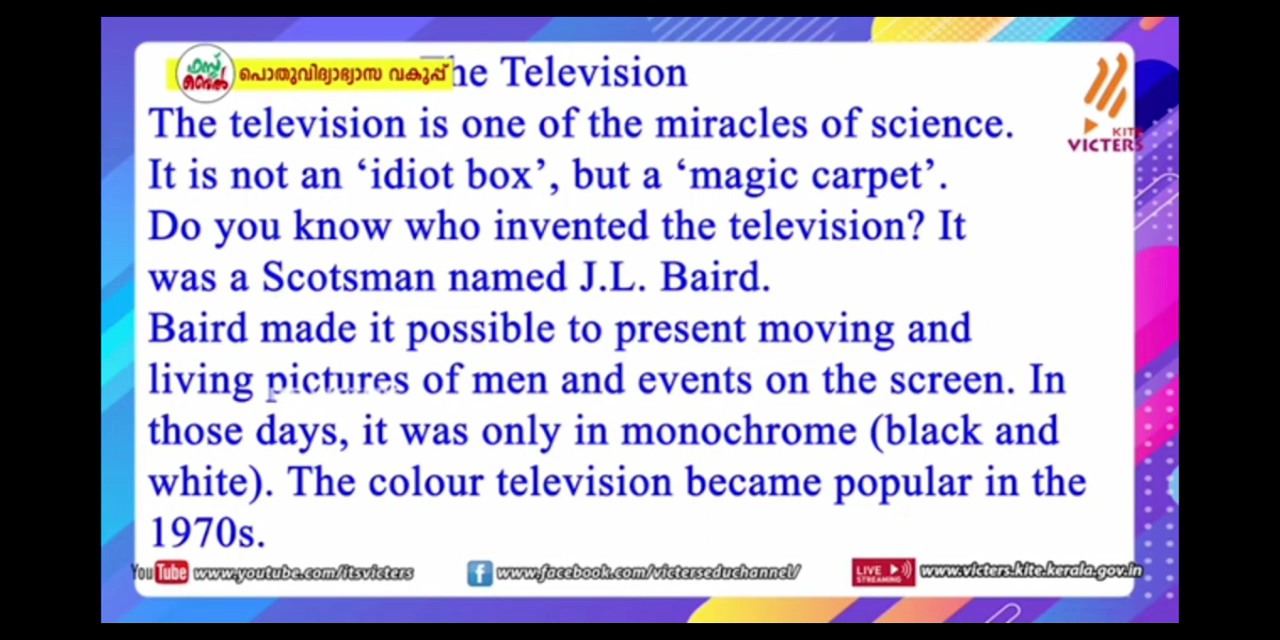 ഫസ്റ്റ് ബെൽ
പൊതുവിദ്യാഭ്യാസ വകുപ്പ്
he Television
KITE
VICTERS
The television is one of the miracles of science.
It is not an ‘idiot box’, but a ‘magic carpet’.
Do you know who invented the television? It
was a Scotsman named J.L. Baird.
Baird made it possible to present moving and
living pictures of men and events on the screen. In
those days, it was only in monochrome (black and
white). The colour television became popular in the
1970s.
YouTube www.youtube.com/itsvicters
f www.facebook.com/victerseduchannel/
LIVE STREAMING www.victers.kite.kerala.gov.in